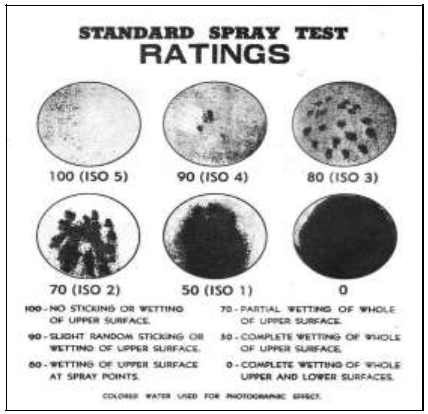 STANDARD SPRAY TEST
RATINGS
100 (ISO 5)
90 (ISO 4)
80 (ISO 3)
70 (ISO 2)
50 (ISO 1)
0
100 - NO STICKING OR WETTING
OF UPPER SURFACE.
90 - SLIGHT RANDOM STICKING OR
WETTING OF UPPER SURFACE.
80 - WETTING OF UPPER SURFACE
AT SPRAY POINTS.
70 - PARTIAL WETTING OF WHOLE
OF UPPER SURFACE.
50 - COMPLETE WETTING OF WHOLE
OF UPPER SURFACE.
0 - COMPLETE WETTING OF WHOLE
UPPER AND LOWER SURFACES.
COLORED WATER USED FOR PHOTOGRAPHIC EFFECT.